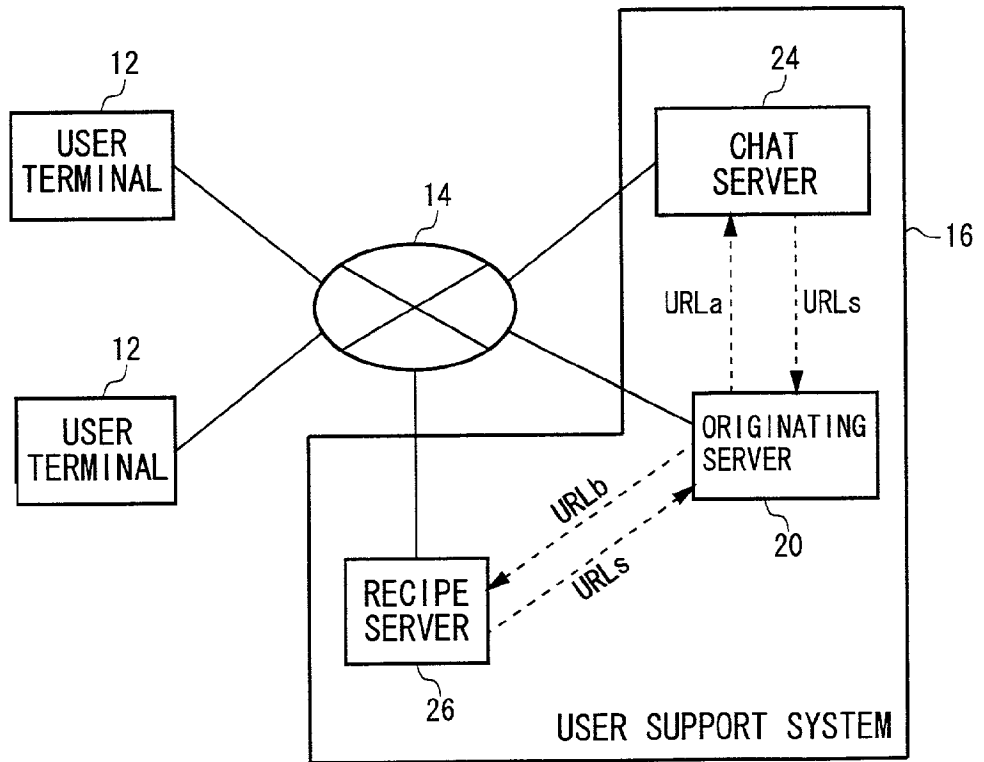 12
USER
TERMINAL
14
24
CHAT
SERVER
16
URLa
URLs
12
USER
TERMINAL
ORIGINATING
SERVER
20
URLb
URLs
RECIPE
SERVER
26
USER SUPPORT SYSTEM